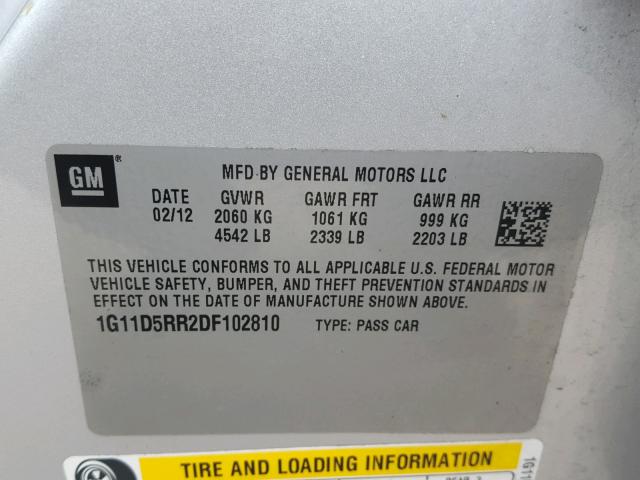 GM ®
MFD BY GENERAL MOTORS LLC
DATE GVWR GAWR FRT GAWR RR
02/12 2060 KG 1061 KG 999 KG
4542 LB 2339 LB 2203 LB
THIS VEHICLE CONFORMS TO ALL APPLICABLE U.S. FEDERAL MOTOR
VEHICLE SAFETY, BUMPER, AND THEFT PREVENTION STANDARDS IN
EFFECT ON THE DATE OF MANUFACTURE SHOWN ABOVE.
1G11D5RR2DF102810 TYPE: PASS CAR
TIRE AND LOADING INFORMATION
1G11